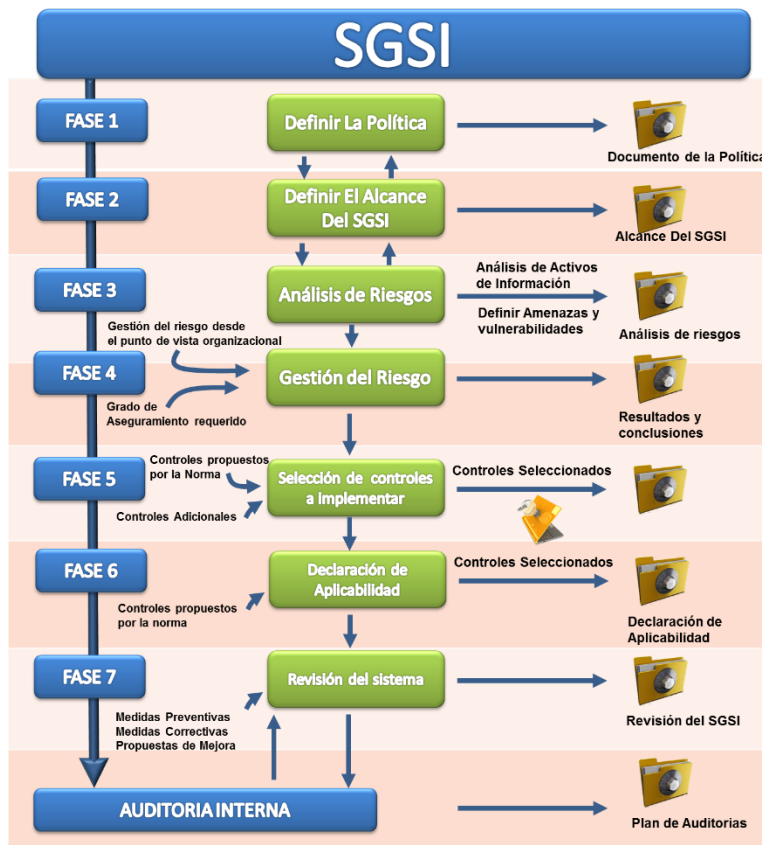 SGSI
FASE 1
Definir La Política
Documento de la Política
FASE 2
Definir El Alcance
Del SGSI
Alcance Del SGSI
FASE 3
Análisis de Riesgos
Análisis de Activos
de Información
Definir Amenazas y
vulnerabilidades
Análisis de riesgos
Gestión del riesgo desde
el punto de vista organizacional
FASE 4
Gestión del Riesgo
Grado de
Aseguramiento requerido
Resultados y
conclusiones
Controles propuestos
por la Norma
FASE 5
Selección de controles
a implementar
Controles Seleccionado
Controles Adicionales
FASE 6
Declaración de
Aplicabilidad
Controles Seleccionados
Controles propuestos
por la norma
Declaración de
Aplicabilidad
FASE 7
Revisión del sistema
Medidas Preventivas
Medidas Correctivas
Propuestas de Mejora
Revisión del SGSI
AUDITORIA INTERNA
Plan de Auditorias